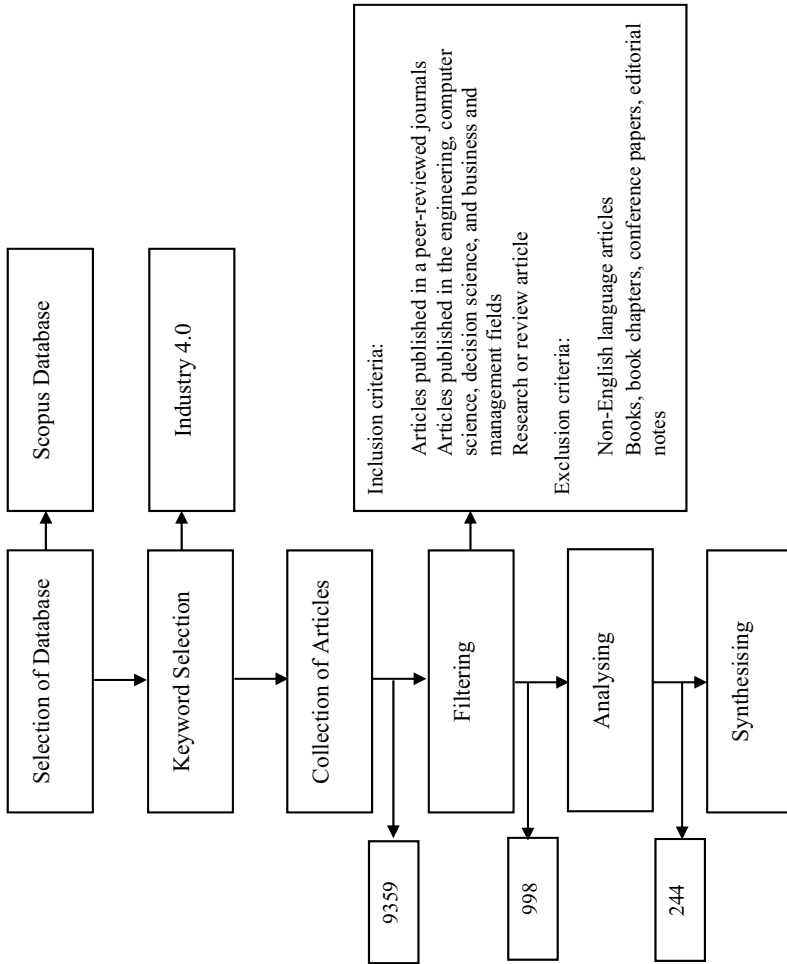 Selection of Database
Scopus Database
Keyword Selection
Industry 4.0
Collection of Articles
9359
Filtering
Inclusion criteria:
Articles published in a peer-reviewed journals
Articles published in the engineering, computer
science, decision science, and business and
management fields
Research or review article
Exclusion criteria:
Non-English language articles
Books, book chapters, conference papers, editorial
notes
998
Analysing
244
Synthesising